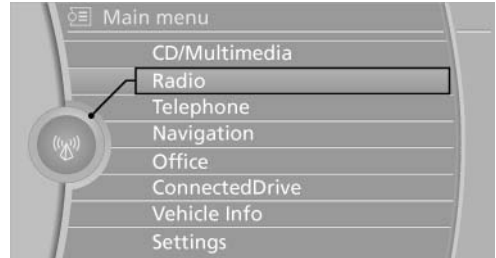 Main menu
CD/Multimedia
Radio
Telephone
Navigation
Office
ConnectedDrive
Vehicle Info
Settings